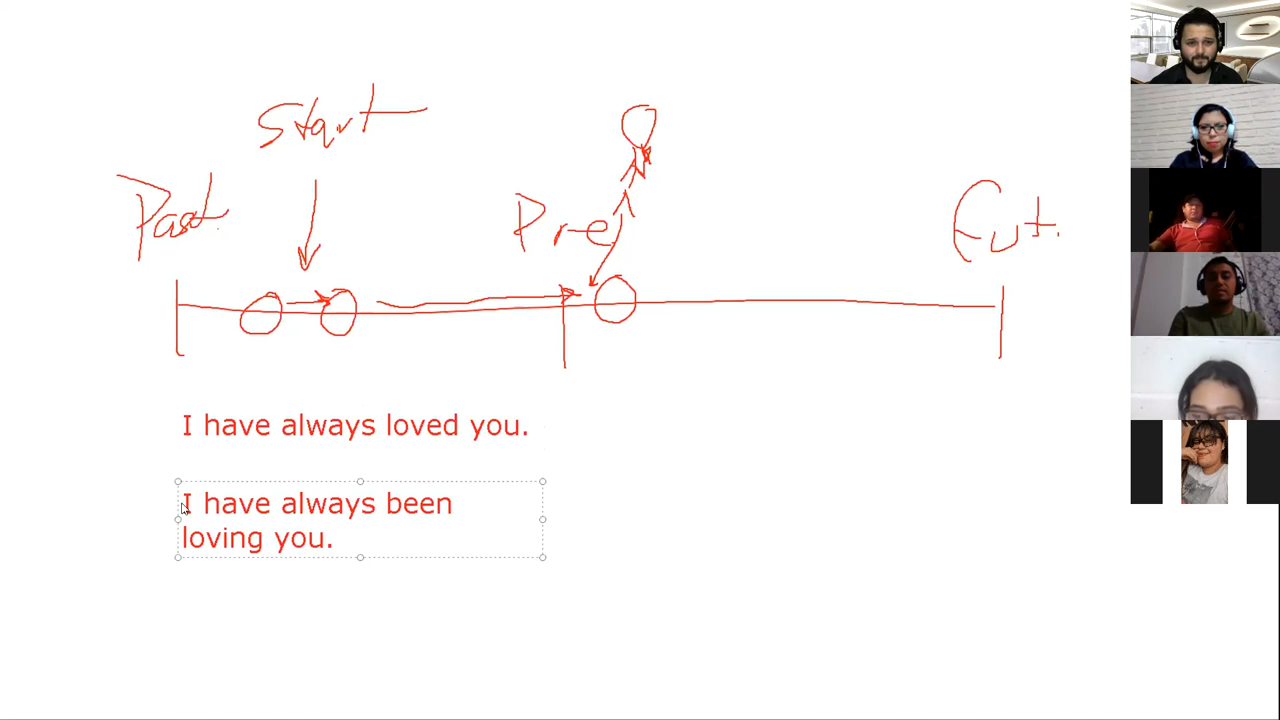 Start
Past
Pre
Fut.
I have always loved you.
I have always been
loving you.